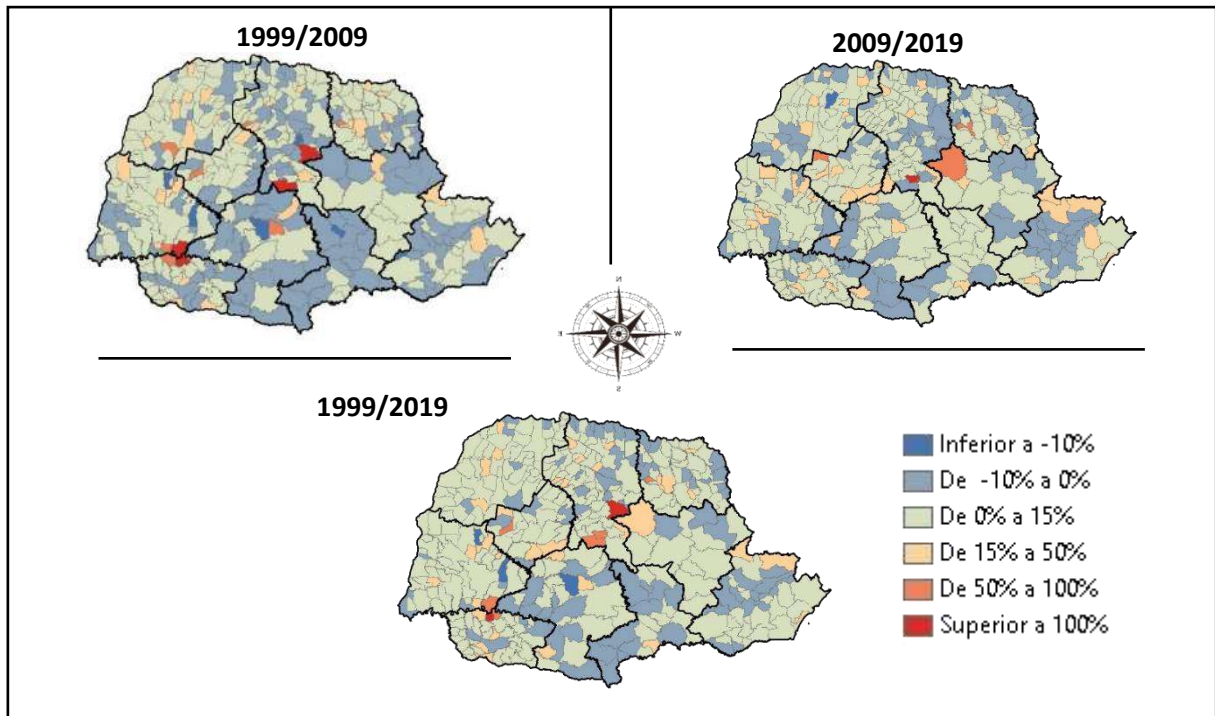 1999/2009
2009/2019
N
W
E
S
1999/2019
Inferior a -10%
De -10% a 0%
De 0% a 15%
De 15% a 50%
De 50% a 100%
Superior a 100%